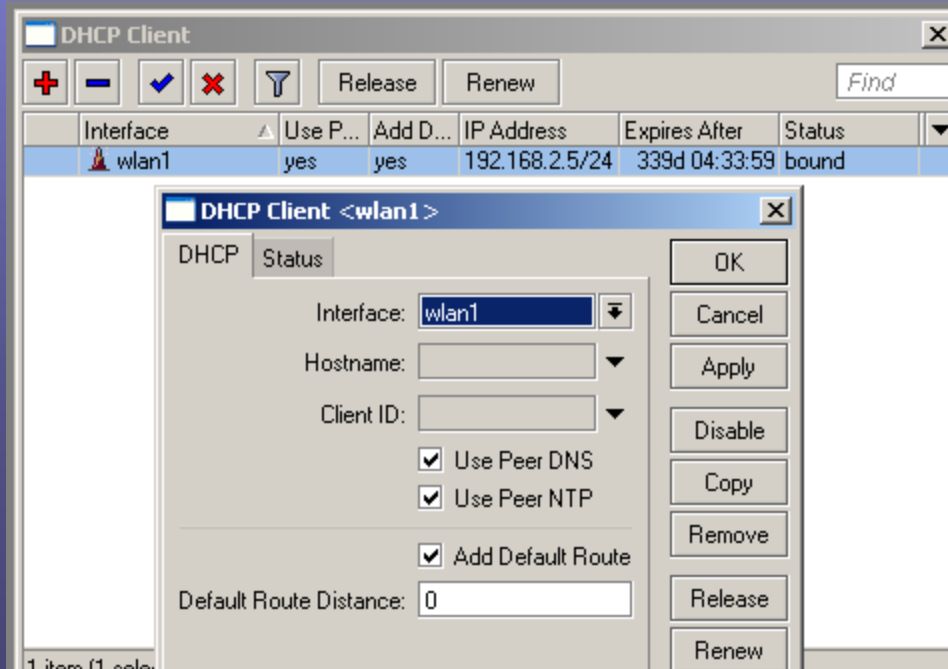 DHCP Client
Release Renew Find
Interface Use P... Add D... IP Address Expires After Status
wlan1 yes yes 192.168.2.5/24 339d 04:33:59 bound
DHCP Client <wlan1>
DHCP Status
OK
Interface: wlan1
Cancel
Hostname:
Apply
Client ID:
Disable
Use Peer DNS
Copy
Use Peer NTP
Remove
Add Default Route
Default Route Distance: 0
Release
Renew
1 item (1